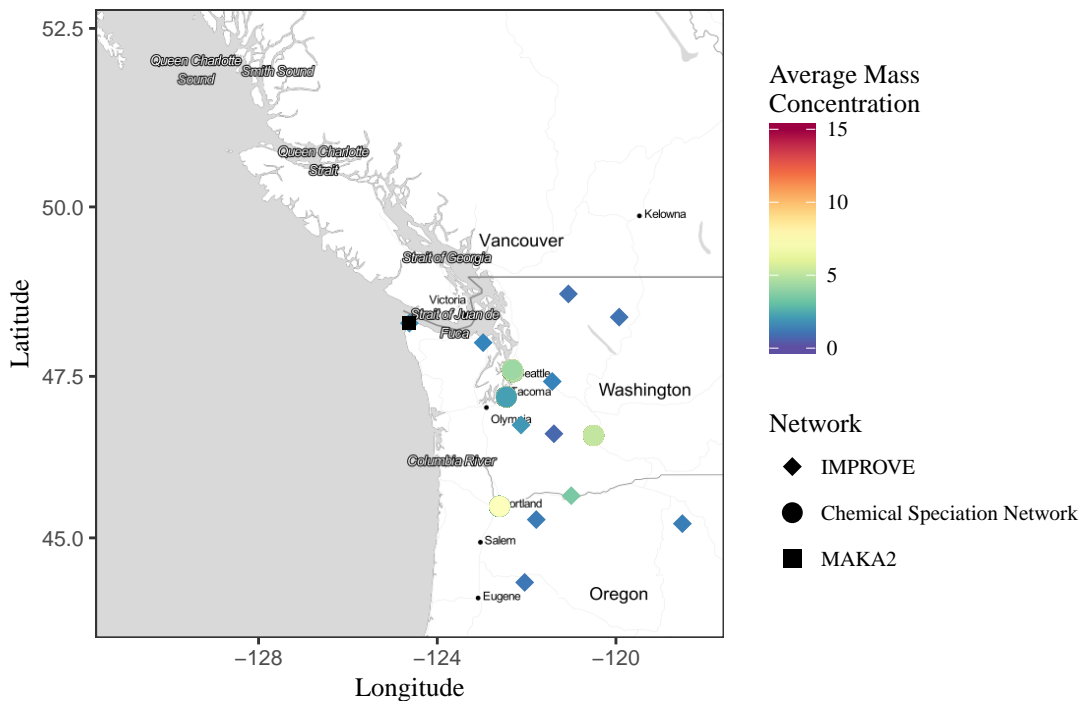 52.5
50.0
47.5
45.0
Latitude
−128
−124
−120
Longitude
Queen Charlotte
Sound
Smith Sound
Queen Charlotte
Strait
Kelowna
Vancouver
Strait of Georgia
Victoria
Strait of Juan de
Fuca
Seattle
Tacoma
Washington
Olympia
Columbia River
Portland
Salem
Eugene
Oregon
Average Mass
Concentration
15
10
5
0
Network
IMPROVE
Chemical Speciation Network
MAKA2